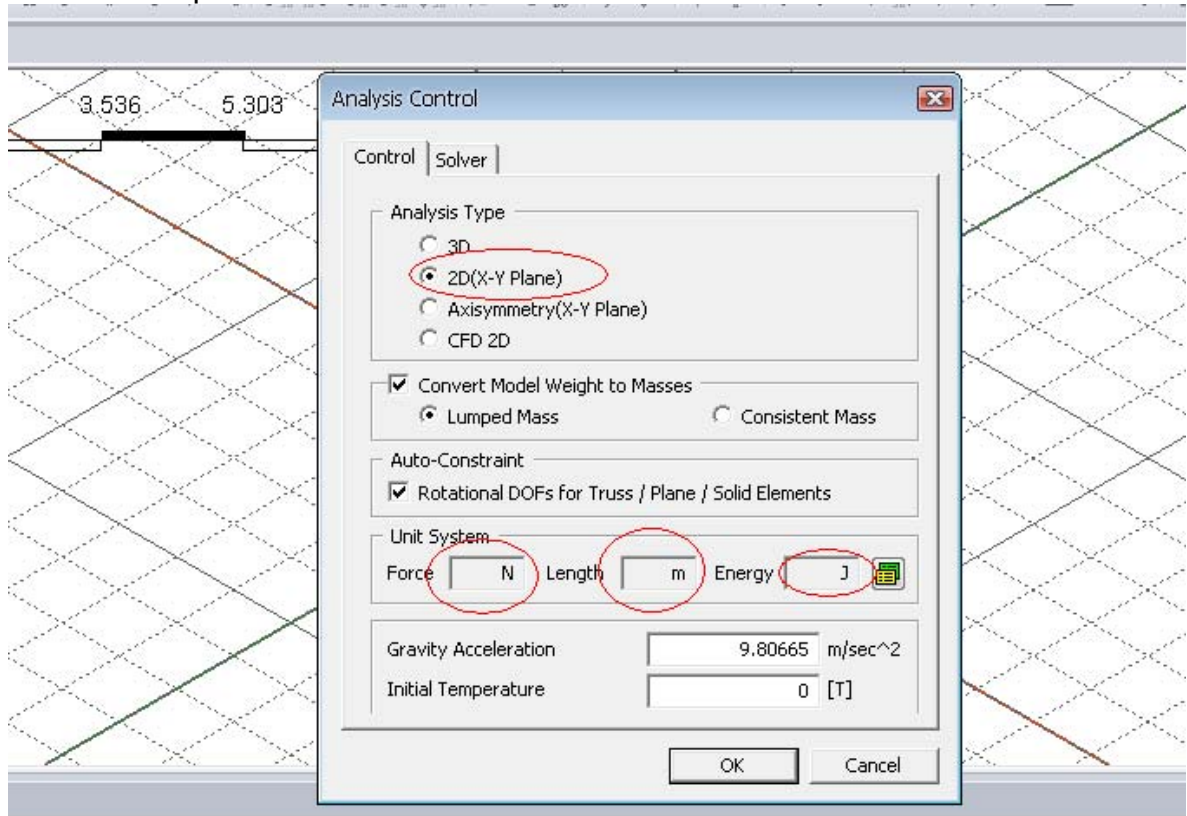 3.536 5.303
Analysis Control
Control Solver
Analysis Type
3D
2D(X-Y Plane)
Axisymmetry(X-Y Plane)
CFD 2D
Convert Model Weight to Masses
Lumped Mass Consistent Mass
Auto-Constraint
Rotational DOFs for Truss / Plane / Solid Elements
Unit System
Force N Length m Energy J
Gravity Acceleration 9.80665 m/sec^2
Initial Temperature 0 [T]
OK Cancel